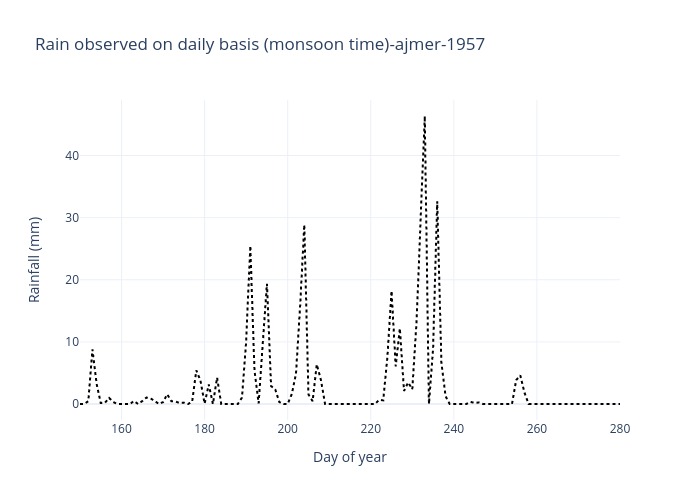 Rain observed on daily basis (monsoon time)-ajmer-1957
Rainfall (mm)
40
30
20
10
0
160 180 200 220 240 260 280
Day of year